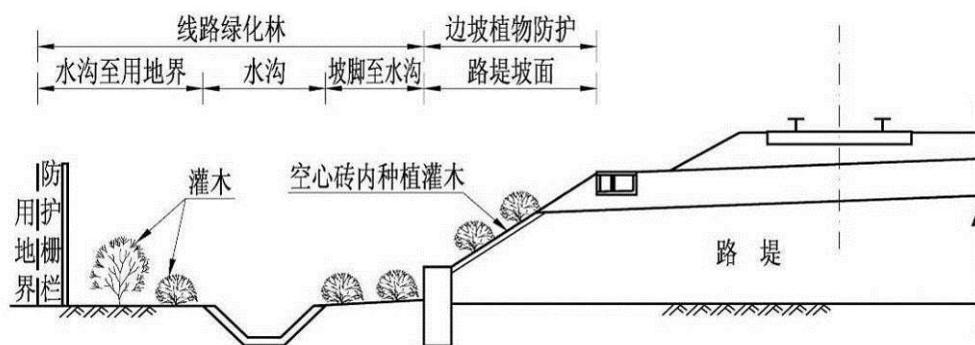 线路绿化林 边坡植物防护
水沟至用地界 水沟 坡脚至水沟 路堤坡面
防护栅栏
用地界
灌木
空心砖内种植灌木
路堤